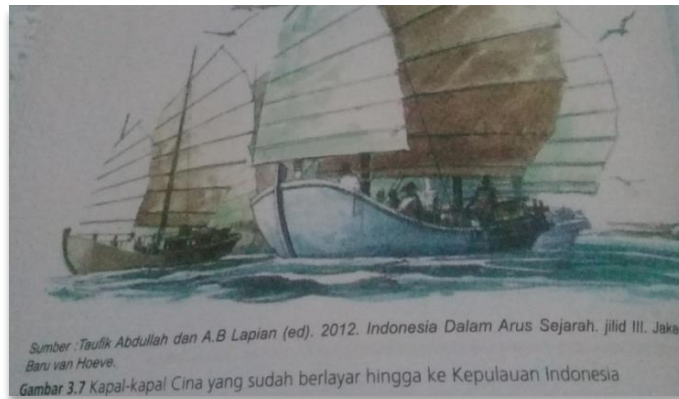 Sumber : Taufik Abdullah dan A.B Lapian (ed). 2012. Indonesia Dalam Arus Sejarah. jilid III. Jaka
Baru van Hoeve.
Gambar 3.7 Kapal-kapal Cina yang sudah berlayar hingga ke Kepulauan Indonesia